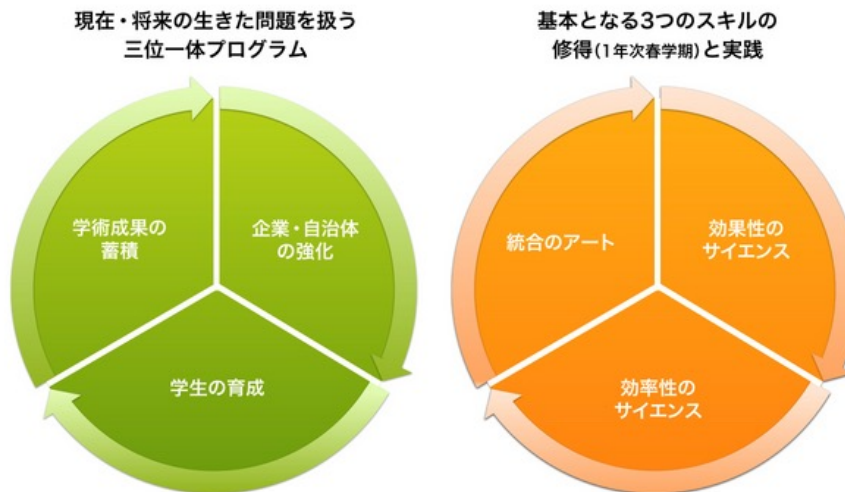 現在・将来の生きた問題を扱う
三位一体プログラム
学術成果の
蓄積
企業・自治体
の強化
学生の育成
基本となる3つのスキルの
修得(1年次春学期)と実践
統合のアート
効果性の
サイエンス
効率性の
サイエンス